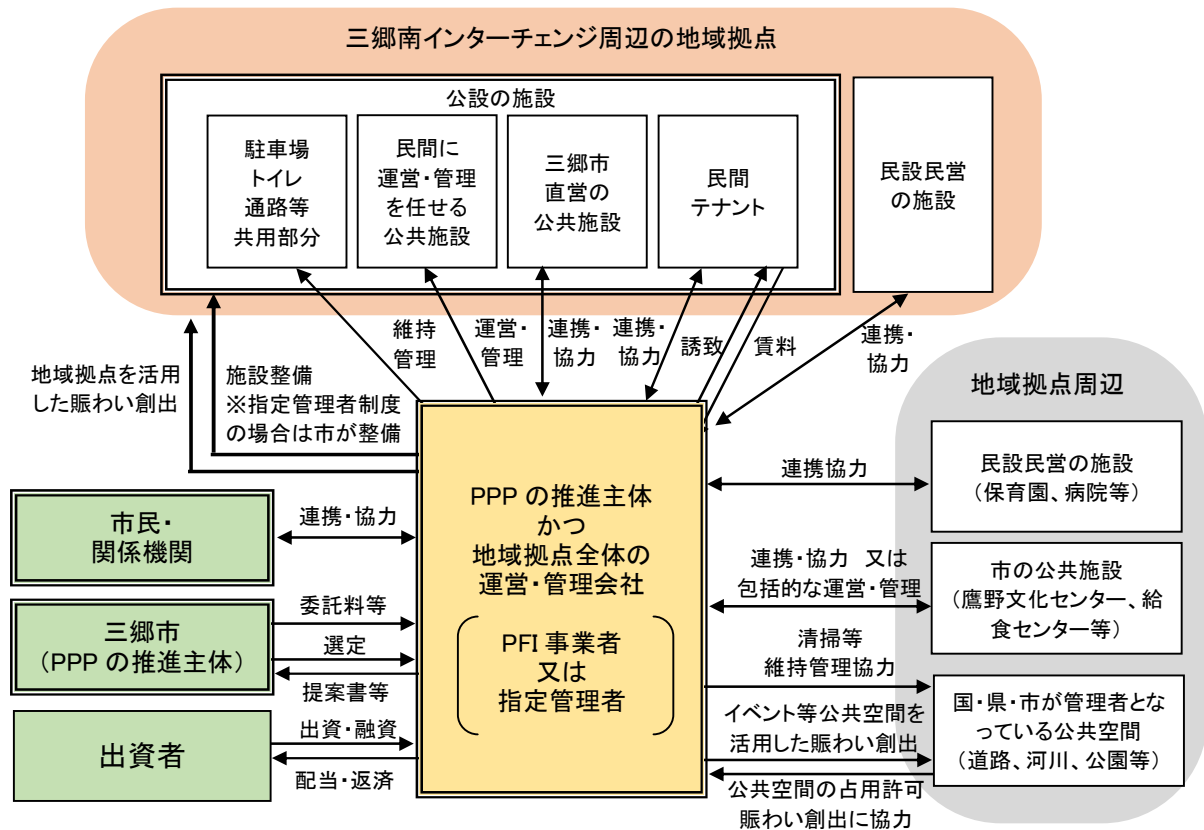 三郷南インターチェンジ周辺の地域拠点
公設の施設
駐車場
トイレ
通路等
共用部分
民間に
運営・管理
を任せる
公共施設
三郷市
直営の
公共施設
民間
テナント
民設民営
の施設
維持
管理
運営・
管理
連携・
協力
連携・
協力
誘致
賃料
連携・
協力
地域拠点を活用
した賑わい創出
施設整備
※指定管理者制度
の場合は市が整備
市民・
関係機関
連携・協力
三郷市
（PPP の推進主体）
委託料等
選定
提案書等
出資者
出資・融資
配当・返済
PPP の推進主体
かつ
地域拠点全体の
運営・管理会社
PFI 事業者
又は
指定管理者
地域拠点周辺
連携協力
民設民営の施設
（保育園、病院等）
連携・協力 又は
包括的な運営・管理
市の公共施設
（鷹野文化センター、給
食センター等）
清掃等
維持管理協力
イベント等公共空間を
活用した賑わい創出
公共空間の占用許可
賑わい創出に協力
国・県・市が管理者とな
っている公共空間
（道路、河川、公園等）